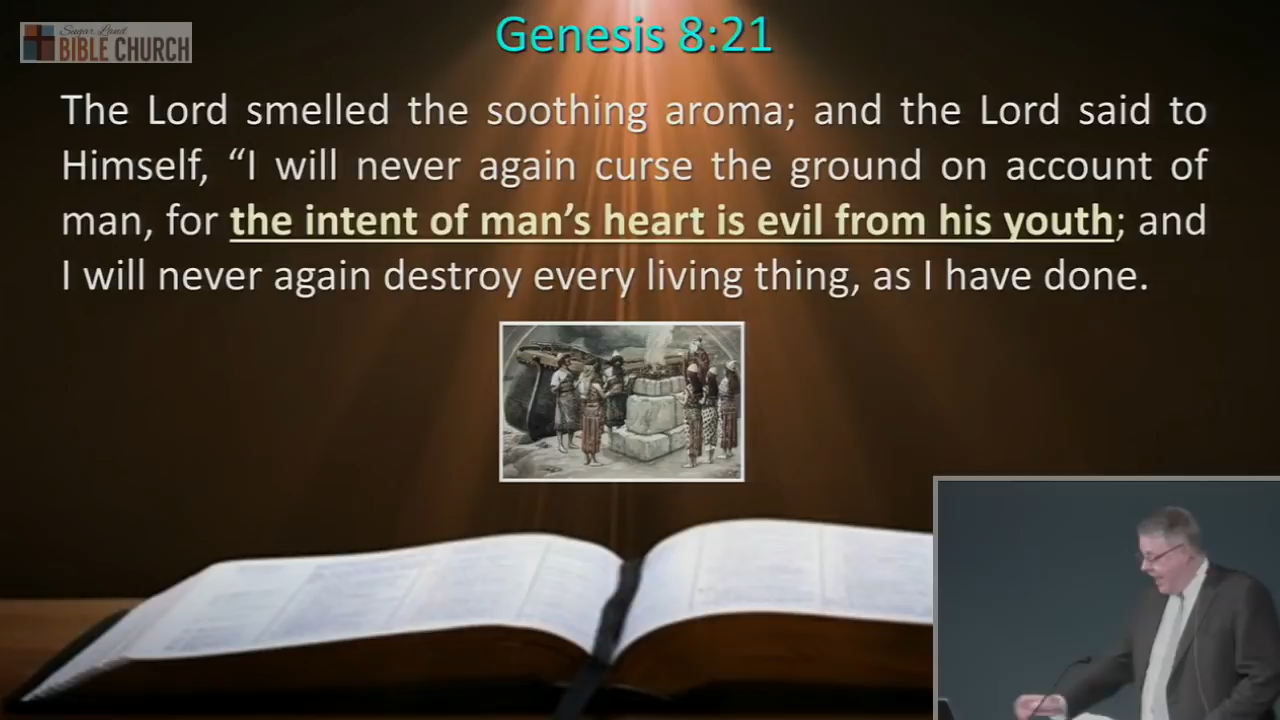 Sugar Land
BIBLE CHURCH
Genesis 8:21
The Lord smelled the soothing aroma; and the Lord said to
Himself, “I will never again curse the ground on account of
man, for the intent of man’s heart is evil from his youth; and
I will never again destroy every living thing, as I have done.